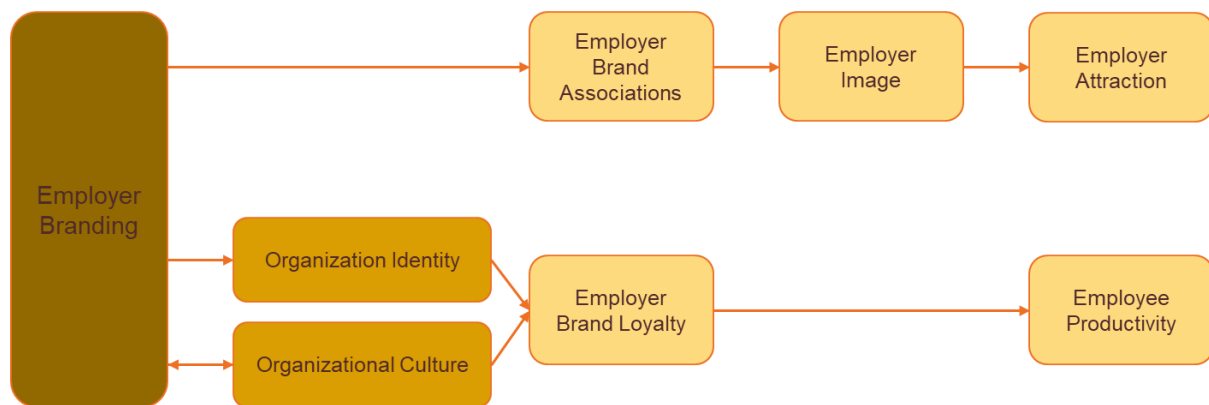 Employer
Branding
Employer
Brand
Associations
Employer
Image
Employer
Attraction
Organization Identity
Organizational Culture
Employer
Brand Loyalty
Employee
Productivity